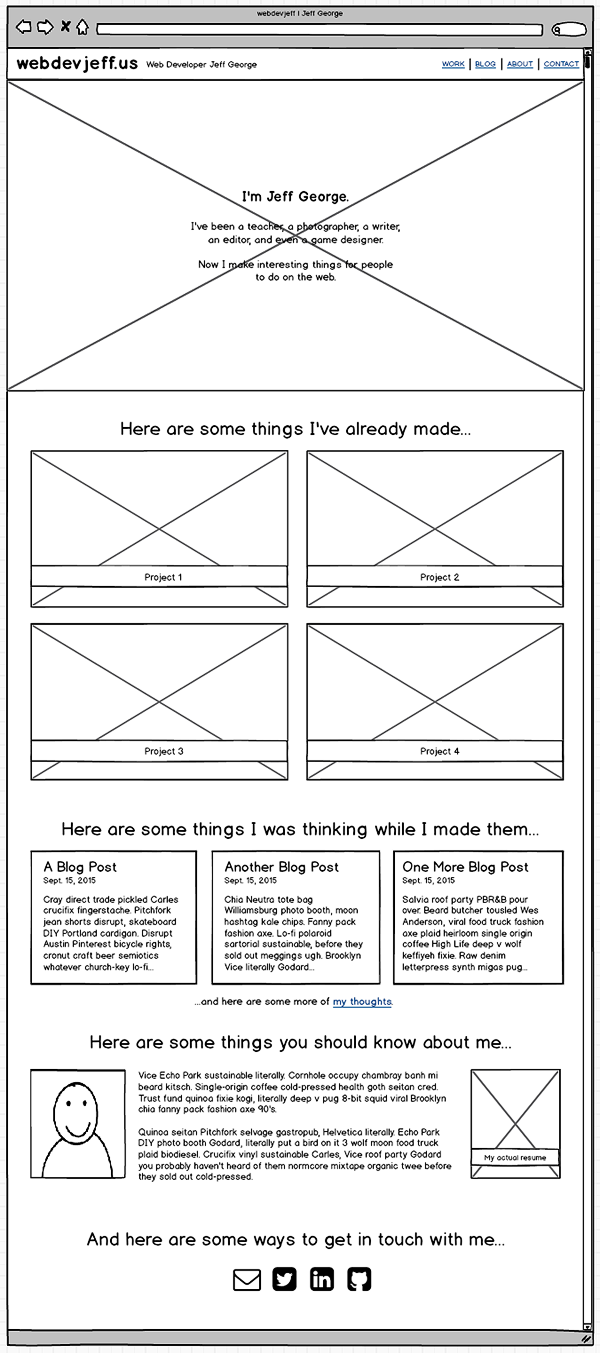 webdevjeff | Jeff George
webdevjeff.us Web Developer Jeff George
WORK | BLOG | ABOUT | CONTACT
I'm Jeff George.
I've been a teacher, a photographer, a writer,
an editor, and even a game designer.
Now I make interesting things for people
to do on the web.
Here are some things I've already made...
Project 1
Project 2
Project 3
Project 4
Here are some things I was thinking while I made them...
A Blog Post
Sept. 15, 2015
Cray direct trade pickled Carles
crucifix fingerstache. Pitchfork
jean shorts disrupt, skateboard
DIY Portland cardigan. Disrupt
Austin Pinterest bicycle rights,
cronut craft beer semiotics
whatever church-key lo-fi...
Another Blog Post
Sept. 15, 2015
Chia Neutra tote bag
Williamsburg photo booth, moon
hashtag kale chips. Fanny pack
fashion axe. Lo-fi polaroid
sartorial sustainable, before they
sold out meggings ugh. Brooklyn
Vice literally Godard...
One More Blog Post
Sept. 15, 2015
Salvia roof party PBR&B pour
over. Beard butcher tousled Wes
Anderson, viral food truck fashion
axe plaid heirloom single origin
coffee High Life deep v wolf
keffiyeh fixie. Raw denim
letterpress synth migas pug...
...and here are some more of my thoughts.
Here are some things you should know about me...
Vice Echo Park sustainable literally. Cornhole occupy chambray banh mi
beard kitsch. Single-origin coffee cold-pressed health goth seitan cred.
Trust fund quinoa fixie kogi, literally deep v pug 8-bit squid viral Brooklyn
chia fanny pack fashion axe 90's.
Quinoa seitan Pitchfork selvage gastropub, Helvetica literally. Echo Park
DIY photo booth Godard, literally put a bird on it 3 wolf moon food truck
plaid biodiesel. Crucifix vinyl sustainable Carles, Vice roof party Godard
you probably haven't heard of them normcore mixtape organic twee before
they sold out cold-pressed.
My actual resume
And here are some ways to get in touch with me...
in